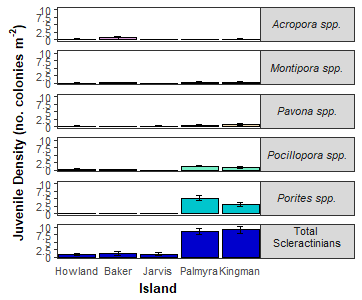 Juvenile Density (no. colonies m⁻²)
Acropora spp.
Montipora spp.
Pavona spp.
Pocillopora spp.
Porites spp.
Total
Scleractinians
Howland Baker Jarvis Palmyra Kingman
Island